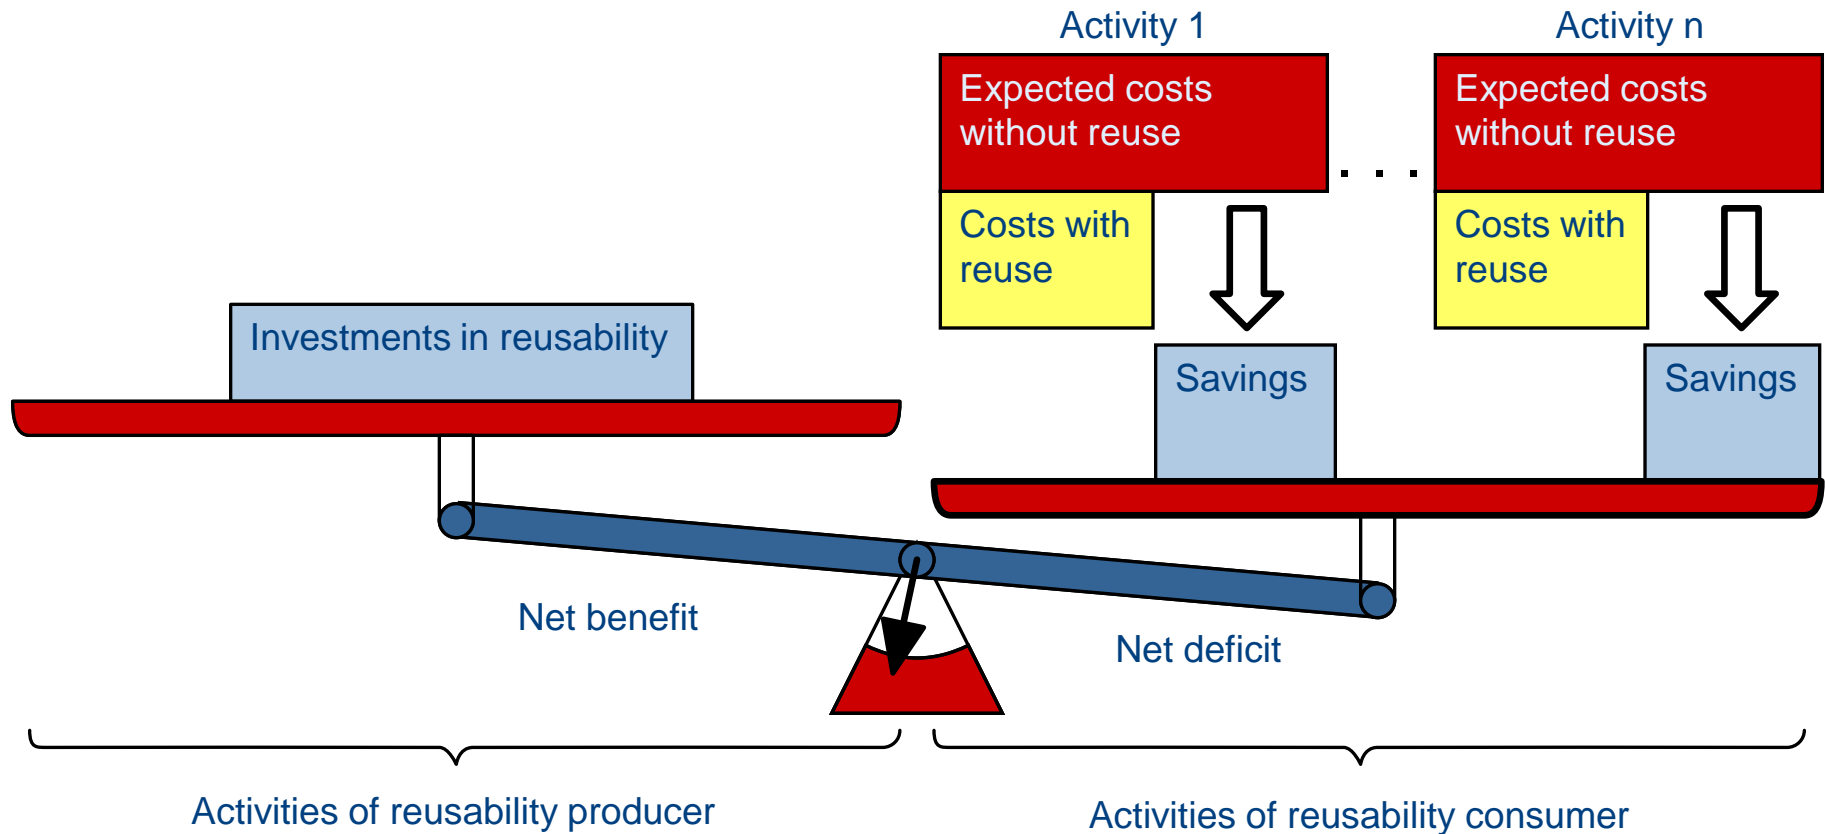 Activity 1
Activity n
Expected costs
without reuse
Expected costs
without reuse
. . .
Costs with
reuse
Costs with
reuse
Investments in reusability
Savings
Savings
Net benefit
Net deficit
Activities of reusability producer
Activities of reusability consumer